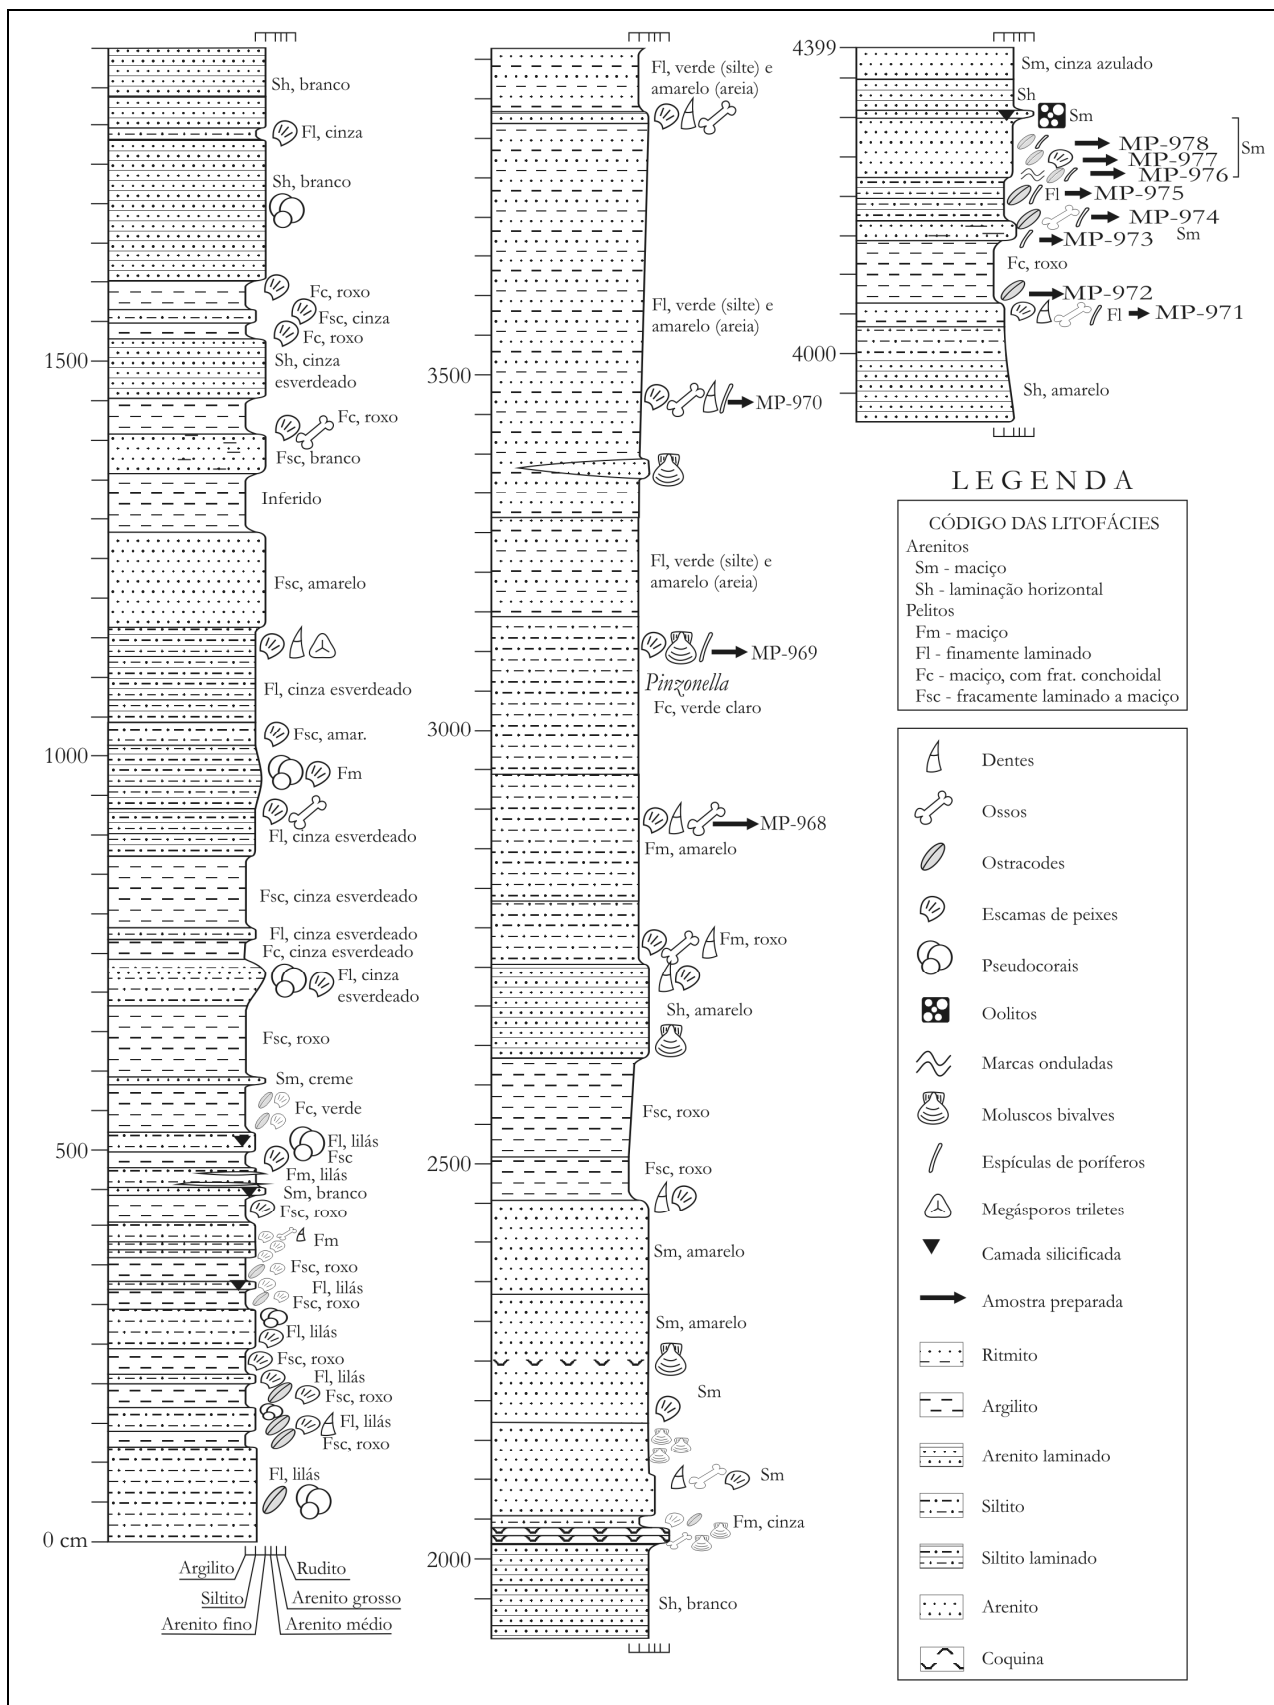 Sh, branco
Fl, cinza
Sh, branco
Fc, roxo
Fsc, cinza
Fc, roxo
1500
Sh, cinza
esverdeado
Fc, roxo
Fsc, branco
Inferido
Fsc, amarelo
Fl, cinza esverdeado
Fsc, amar.
1000
Fm
Fl, cinza esverdeado
Fsc, cinza esverdeado
Fl, cinza esverdeado
Fc, cinza esverdeado
Fl, cinza
esverdeado
Fsc, roxo
Sm, creme
Fc, verde
500
Fl, lilás
Fsc
Fm, lilás
Sm, branco
Fsc, roxo
Fm
Fsc, roxo
Fl, lilás
Fsc, roxo
Fl, lilás
Fsc, roxo
Fl, lilás
Fsc, roxo
Fl, lilás
Fsc, roxo
Fl, lilás
0 cm
Argilito
Rudito
Siltito
Arenito grosso
Arenito fino
Arenito médio
Fl, verde (silte) e
amarelo (areia)
Fl, verde (silte) e
amarelo (areia)
3500
MP-970
Fl, verde (silte) e
amarelo (areia)
MP-969
Pinzonella
Fc, verde claro
3000
MP-968
Fm, amarelo
Fm, roxo
Sh, amarelo
Fsc, roxo
2500
Fsc, roxo
Sm, amarelo
Sm, amarelo
Sm
Sm
Fm, cinza
2000
Sh, branco
4399
Sm, cinza azulado
Sh
Sm
MP-978
MP-977
Sm
MP-976
Fl
MP-975
MP-974
Sm
MP-973
Fc, roxo
MP-972
Fl
MP-971
4000
Sh, amarelo
LEGENDA
CÓDIGO DAS LITOFÁCIES
Arenitos
Sm - maciço
Sh - laminação horizontal
Pelitos
Fm - maciço
Fl - finamente laminado
Fc - maciço, com frat. conchoidal
Fsc - fracamente laminado a maciço
Dentes
Ossos
Ostracodes
Escamas de peixes
Pseudocorais
Oolitos
Marcas onduladas
Moluscos bivalves
Espículas de poríferos
Megásporos triletes
Camada silicificada
Amostra preparada
Ritmito
Argilito
Arenito laminado
Siltito
Siltito laminado
Arenito
Coquina